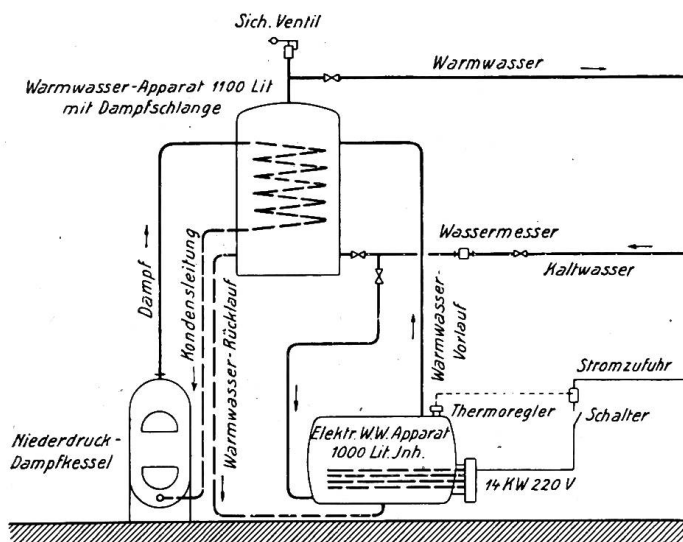 Sich. Ventil
Warmwasser
Warmwasser-Apparat 1100 Lit
mit Dampfschlange
Wassermesser
Kaltwasser
Dampf
Kondensleitung
Warmwasser-Rücklauf
Warmwasser-
Vorlauf
Stromzufuhr
Thermoregler
Schalter
Niederdruck-
Dampfkessel
Elektr. W.W. Apparat
1000 Lit. Jnh.
14 KW 220 V